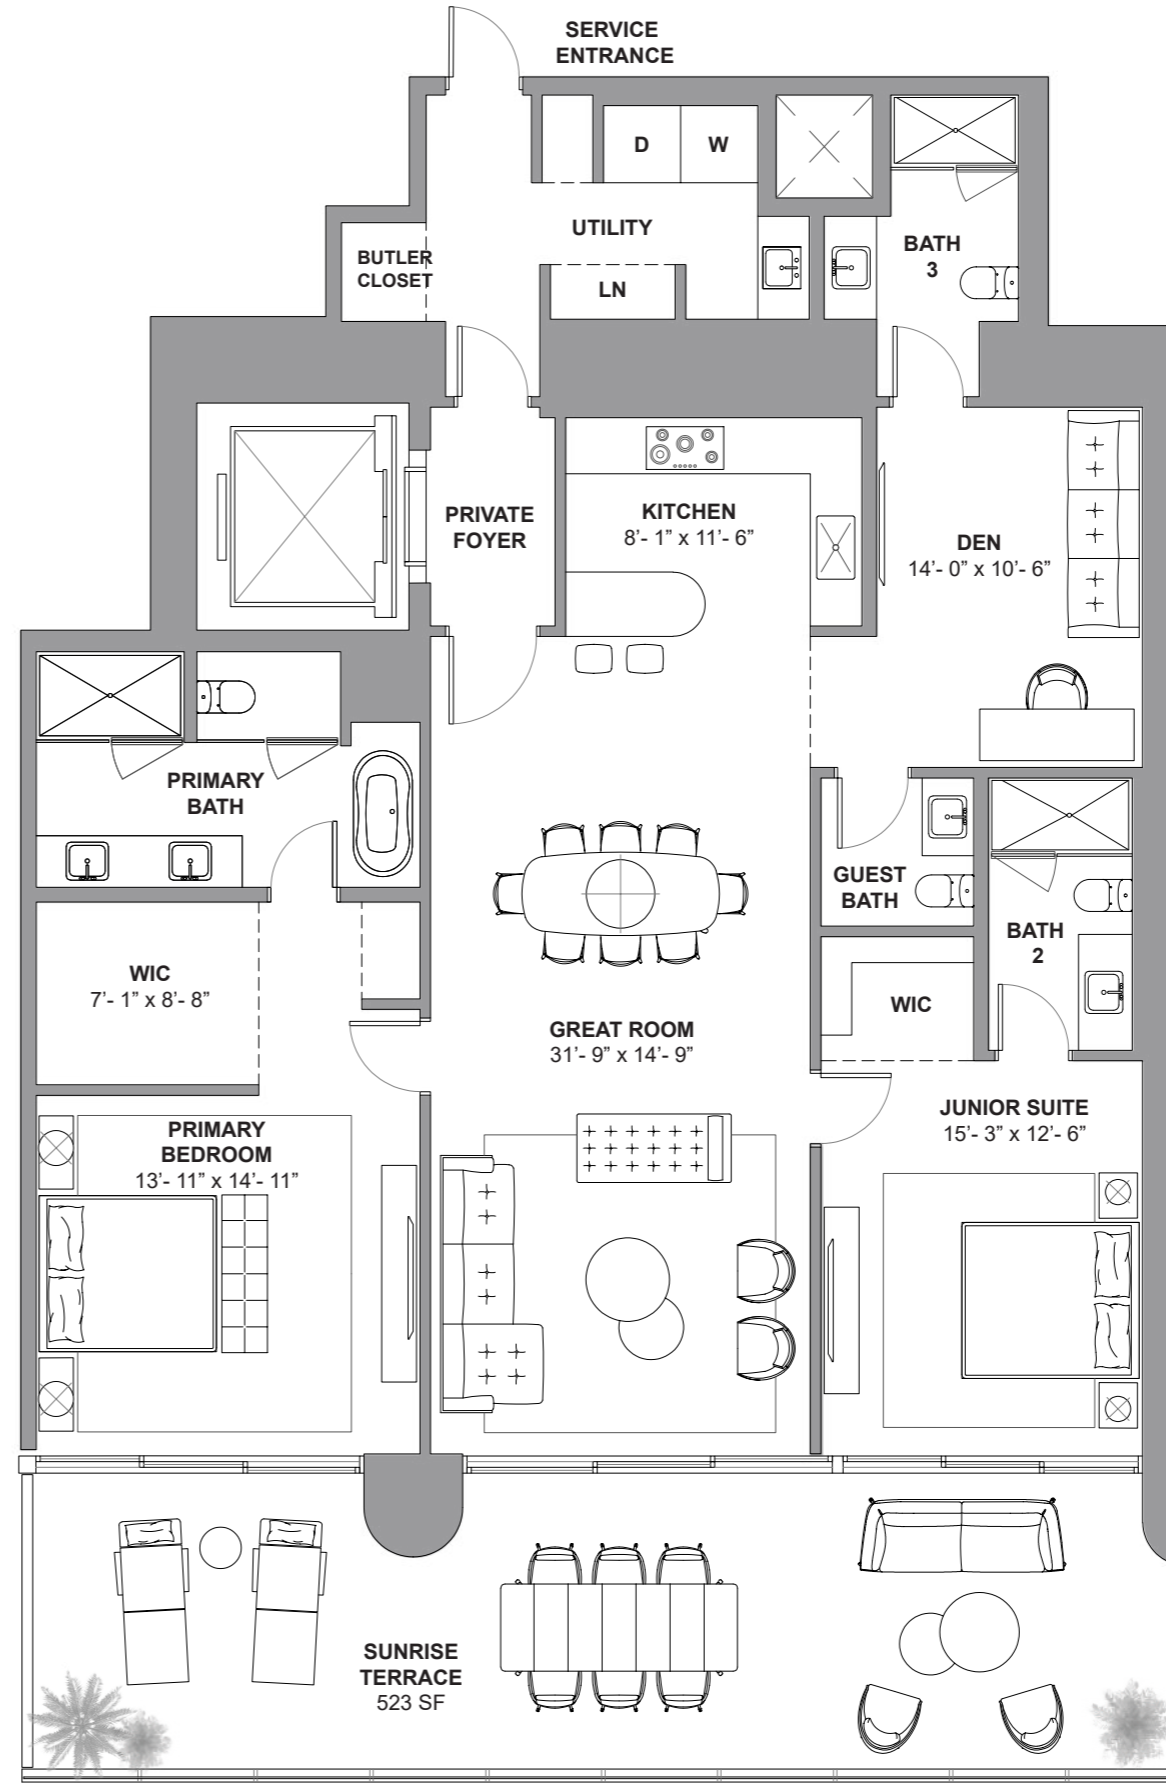 SERVICE
ENTRANCE
D
W
UTILITY
BUTLER
CLOSET
LN
BATH
3
PRIVATE
FOYER
KITCHEN
8'- 1” x 11'- 6”
DEN
14'- 0” x 10'- 6”
PRIMARY
BATH
GUEST
BATH
BATH
2
WIC
7'- 1” x 8'- 8”
WIC
GREAT ROOM
31'- 9” x 14'- 9”
JUNIOR SUITE
15'- 3” x 12'- 6”
PRIMARY
BEDROOM
13'- 11” x 14'- 11”
SUNRISE
TERRACE
523 SF